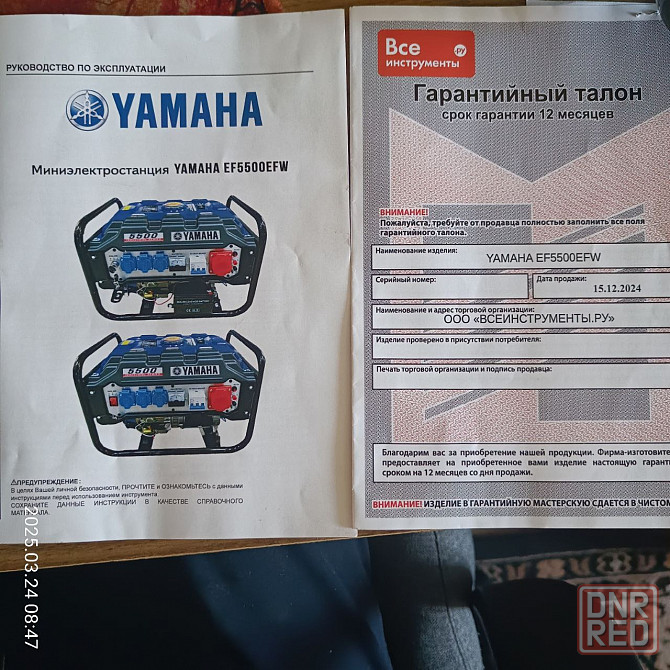 РУКОВОДСТВО ПО ЭКСПЛУАТАЦИИ
YAMAHA
Миниэлектростанция YAMAHA EF5500EFW
5500
YAMAHA
5500
YAMAHA
⚠ПРЕДУПРЕЖДЕНИЕ:
В целях Вашей личной безопасности, ПРОЧТИТЕ и ОЗНАКОМЬТЕСЬ с данными
инструкциями перед использованием инструмента
СОХРАНИТЕ ДАННЫЕ ИНСТРУКЦИИ В КАЧЕСТВЕ СПРАВОЧНОГО
МАТЕРИАЛА.
2025.03.24 08:47
Все
инструменты
.ру
Гарантийный талон
срок гарантии 12 месяцев
ВНИМАНИЕ!
Пожалуйста, требуйте от продавца полностью заполнить все поля
гарантийного талона.
Наименование изделия:
YAMAHA EF5500EFW
Серийный номер:
Дата продажи:
15.12.2024
Наименование и адрес торговой организации:
ООО «ВСЕИНСТРУМЕНТЫ.РУ»
Изделие проверено в присутствии потребителя:
Печать торговой организации и подпись продавца:
Благодарим вас за приобретение нашей продукции. Фирма-изготовите
предоставляет на приобретенное вами изделие настоящую гарант
сроком на 12 месяцев со дня продажи.
ВНИМАНИЕ! ИЗДЕЛИЕ В ГАРАНТИЙНУЮ МАСТЕРСКУЮ СДАЕТСЯ В ЧИСТОМ
DNR
RED